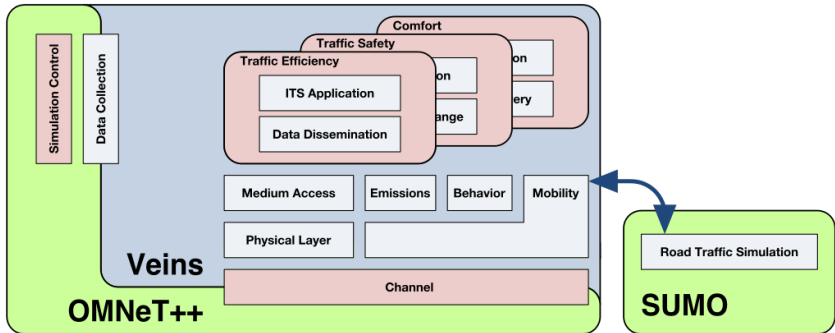 Comfort
Traffic Safety
Traffic Efficiency
ITS Application
Data Dissemination
Simulation Control
Data Collection
Medium Access
Emissions
Behavior
Mobility
Physical Layer
Channel
Veins
OMNeT++
Road Traffic Simulation
SUMO